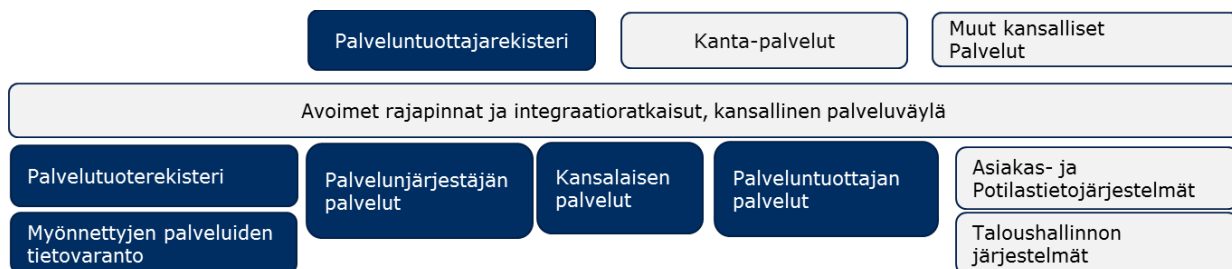 Palveluntuottajarekisteri
Kanta-palvelut
Muut kansalliset
Palvelut
Avoimet rajapinnat ja integraatioratkaisut, kansallinen palveluväylä
Palvelutuoterekisteri
Palvelunjärjestäjän
palvelut
Kansalaisen
palvelut
Palveluntuottajan
palvelut
Asiakas- ja
Potilastietojärjestelmät
Myönnettyjen palveluiden
tietovaranto
Taloushallinnon
järjestelmät